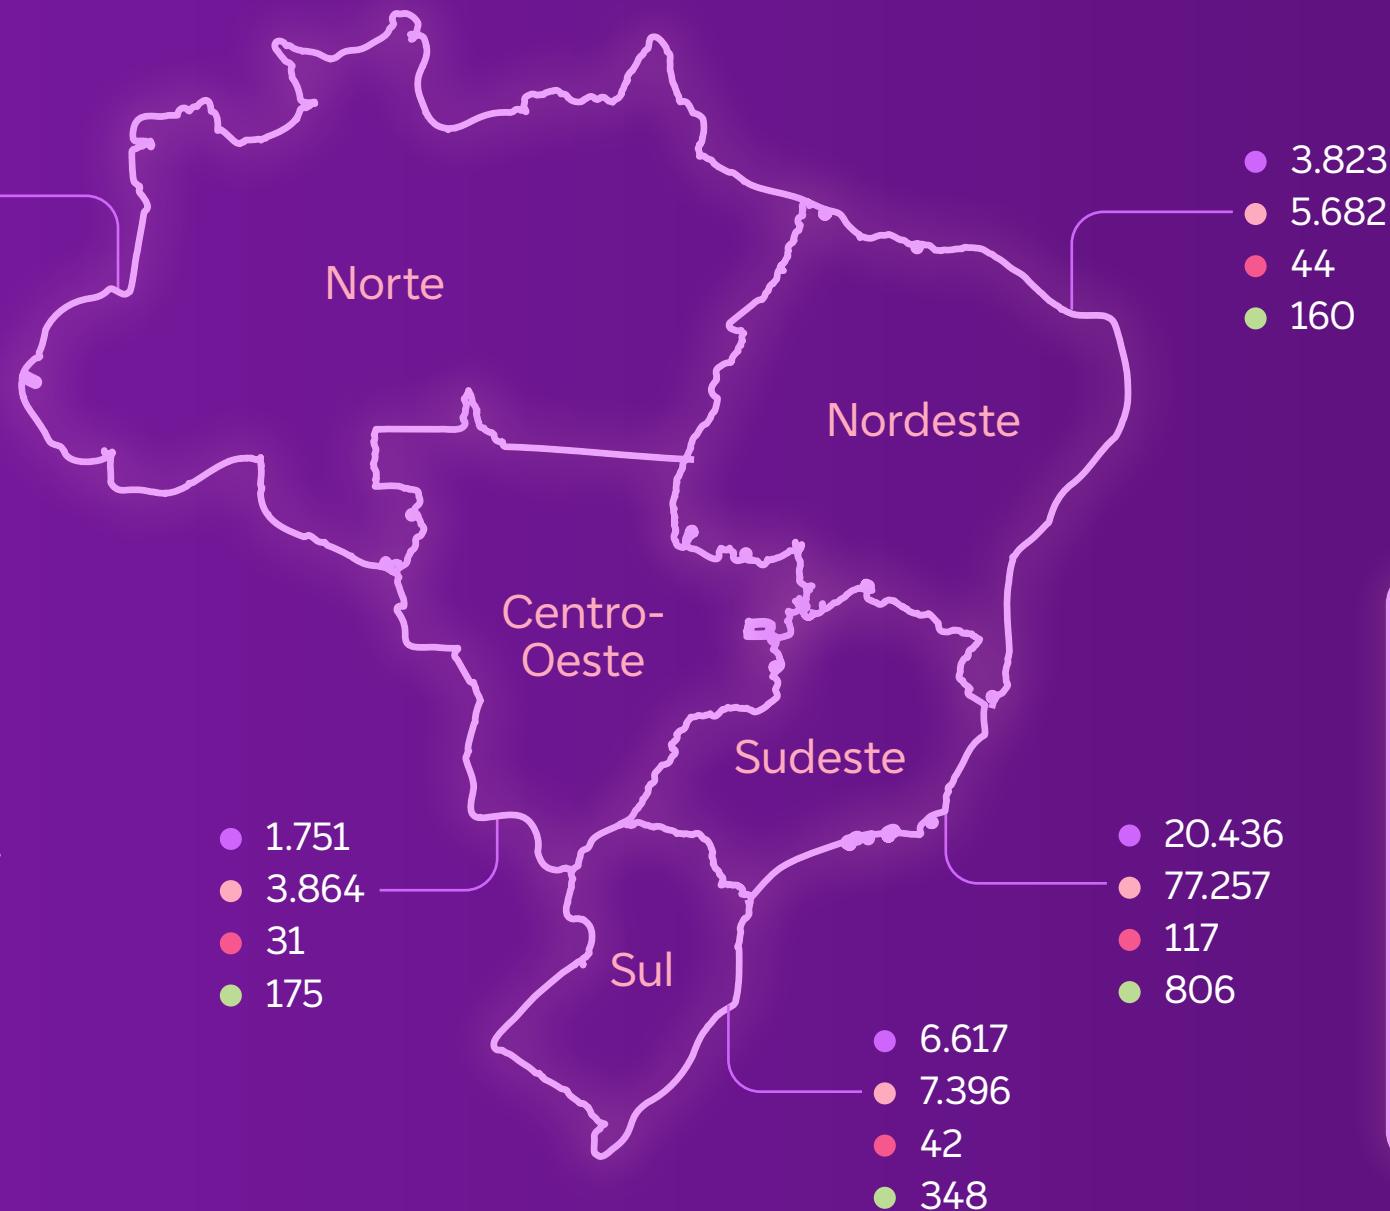 3.823
5.682
44
160
Norte
Nordeste
Centro-
Oeste
Sudeste
1.751
3.864
31
175
20.436
77.257
117
806
Sul
6.617
7.396
42
348